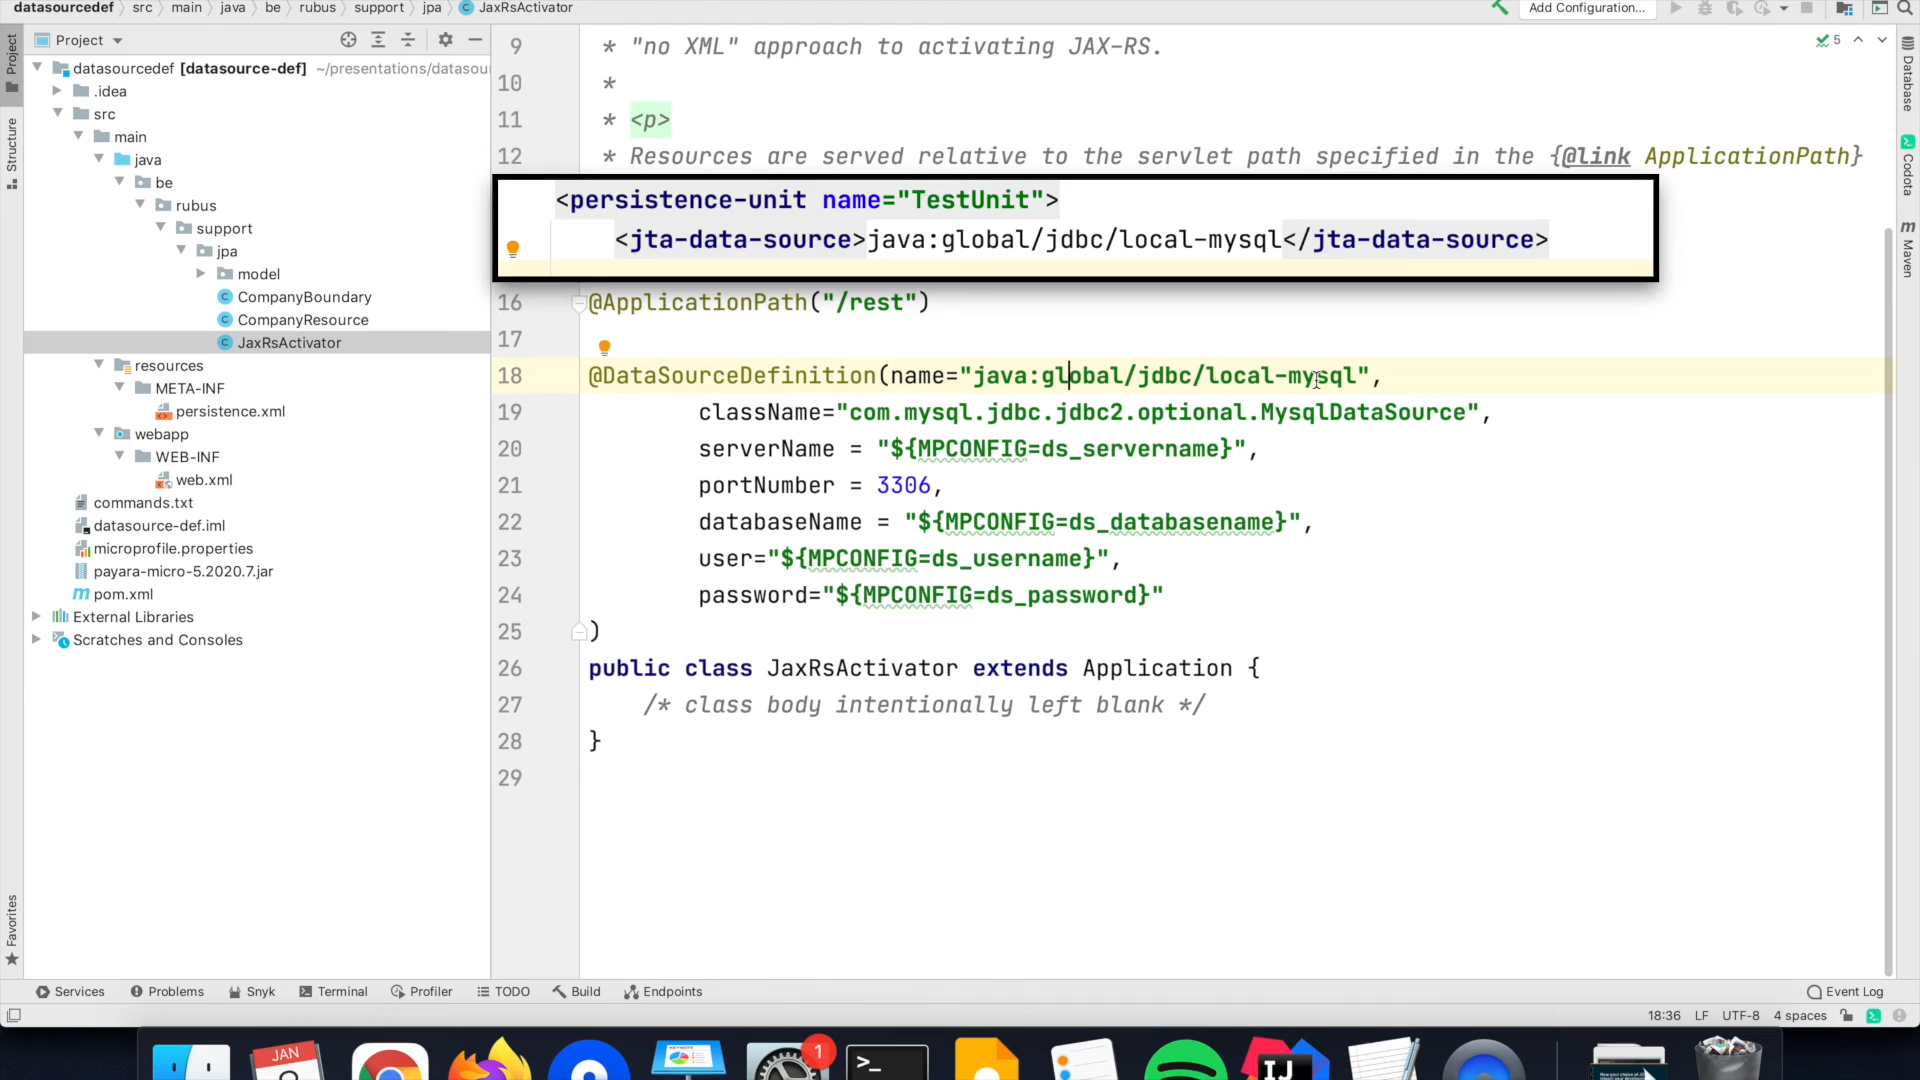 datasourcedef › src › main › java › be › rubus › support › jpa › JaxRsActivator
Add Configuration...
Project
datasourcedef [datasource-def] ~/presentations/datasou
.idea
src
main
java
be
rubus
support
jpa
model
CompanyBoundary
CompanyResource
JaxRsActivator
resources
META-INF
persistence.xml
webapp
WEB-INF
web.xml
commands.txt
datasource-def.iml
microprofile.properties
payara-micro-5.2020.7.jar
pom.xml
External Libraries
Scratches and Consoles
Project
Structure
Favorites
9 * "no XML" approach to activating JAX-RS.
10 *
11 * <p>
12 * Resources are served relative to the servlet path specified in the {@link ApplicationPath}
<persistence-unit name="TestUnit">
<jta-data-source>java:global/jdbc/local-mysql</jta-data-source>
16 @ApplicationPath("/rest")
17
18 @DataSourceDefinition(name="java:global/jdbc/local-mysql",
19 className="com.mysql.jdbc.jdbc2.optional.MysqlDataSource",
20 serverName = "${MPCONFIG=ds_servername}",
21 portNumber = 3306,
22 databaseName = "${MPCONFIG=ds_databasename}",
23 user="${MPCONFIG=ds_username}",
24 password="${MPCONFIG=ds_password}"
25 )
26 public class JaxRsActivator extends Application {
27 /* class body intentionally left blank */
28 }
29
5
Database
Codota
Maven
Services Problems Snyk Terminal Profiler TODO Build Endpoints Event Log
18:36 LF UTF-8 4 spaces
JAN
1
>_
IJ